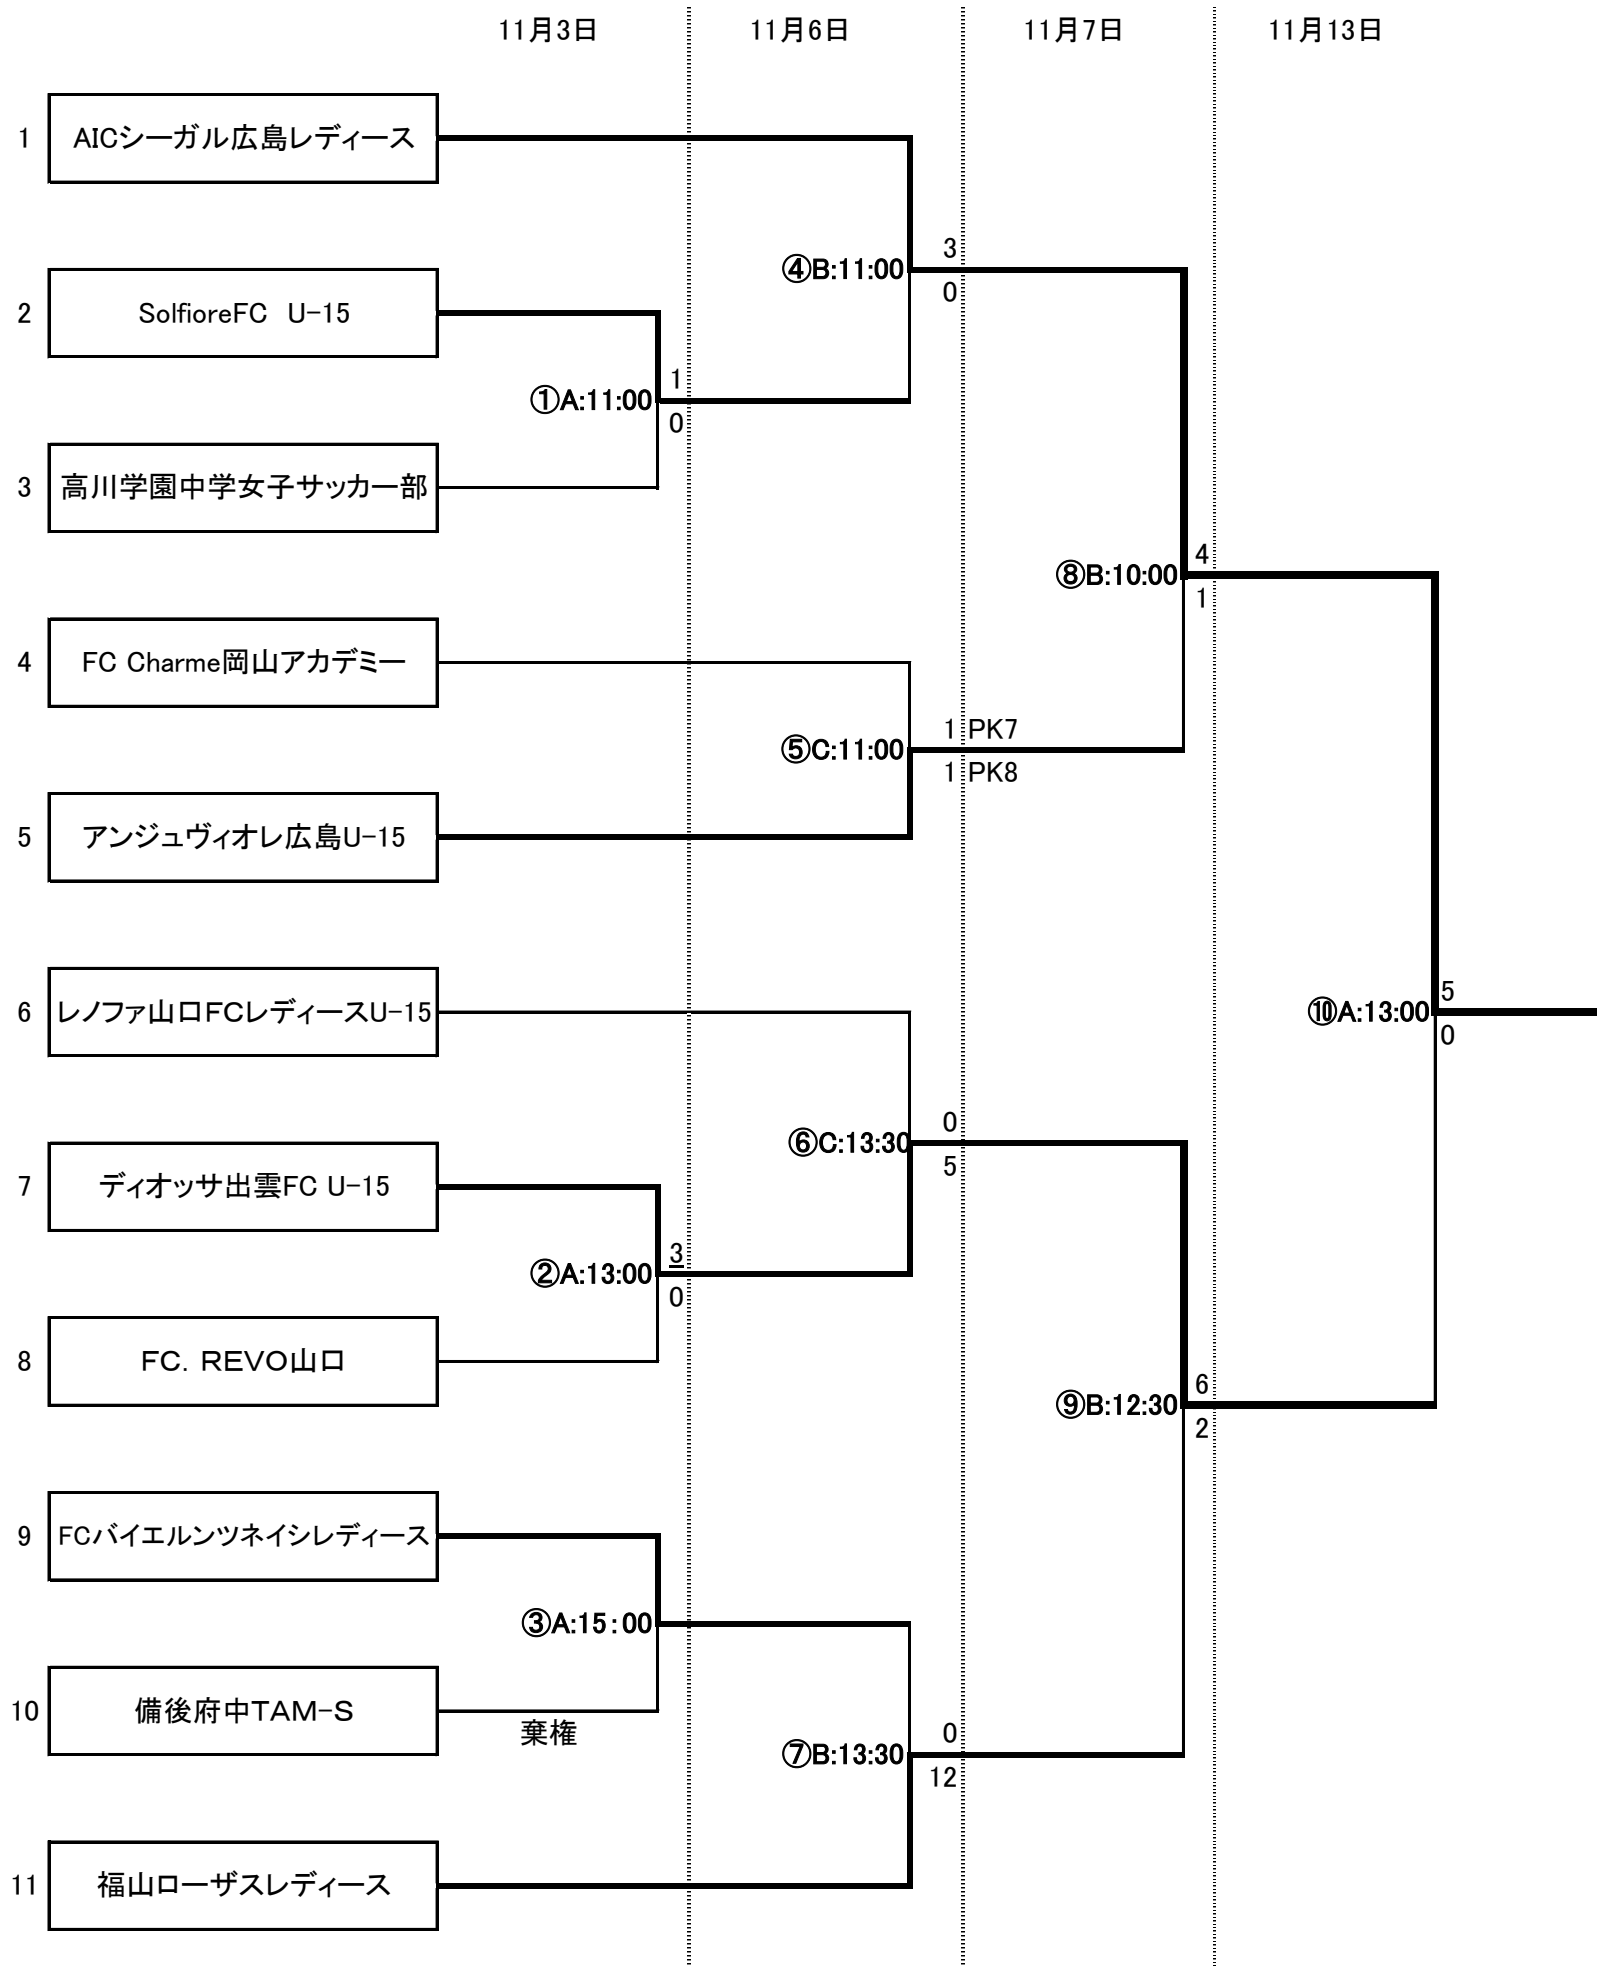 11月3日 11月6日 11月7日 11月13日
1 AICシーガル広島レディース
3
④B:11:00
0
2 SolfioreFC　U-15
1
①A:11:00
0
3 高川学園中学女子サッカー部
4
⑧B:10:00
1
4 FC Charme岡山アカデミー
1 PK7
⑤C:11:00
1 PK8
5 アンジュヴィオレ広島U-15
5
6 レノファ山口FCレディースU-15
⑩A:13:00
0
0
⑥C:13:30
5
7 ディオッサ出雲FC U-15
3
②A:13:00
0
8 FC．REVO山口
6
⑨B:12:30
2
9 FCバイエルンツネイシレディース
③A:15：00
10 備後府中TAM-S
棄権
0
⑦B:13:30
12
11 福山ローザスレディース